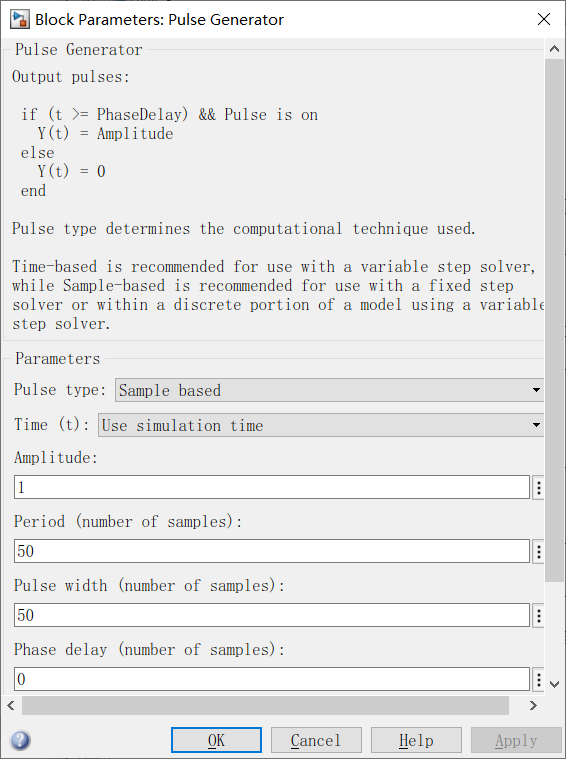 Block Parameters: Pulse Generator
Pulse Generator
Output pulses:
if (t >= PhaseDelay) && Pulse is on
Y(t) = Amplitude
else
Y(t) = 0
end
Pulse type determines the computational technique used.
Time-based is recommended for use with a variable step solver,
while Sample-based is recommended for use with a fixed step
solver or within a discrete portion of a model using a variable
step solver.
Parameters
Pulse type: Sample based
Time (t): Use simulation time
Amplitude:
1
Period (number of samples):
50
Pulse width (number of samples):
50
Phase delay (number of samples):
0
OK Cancel Help Apply